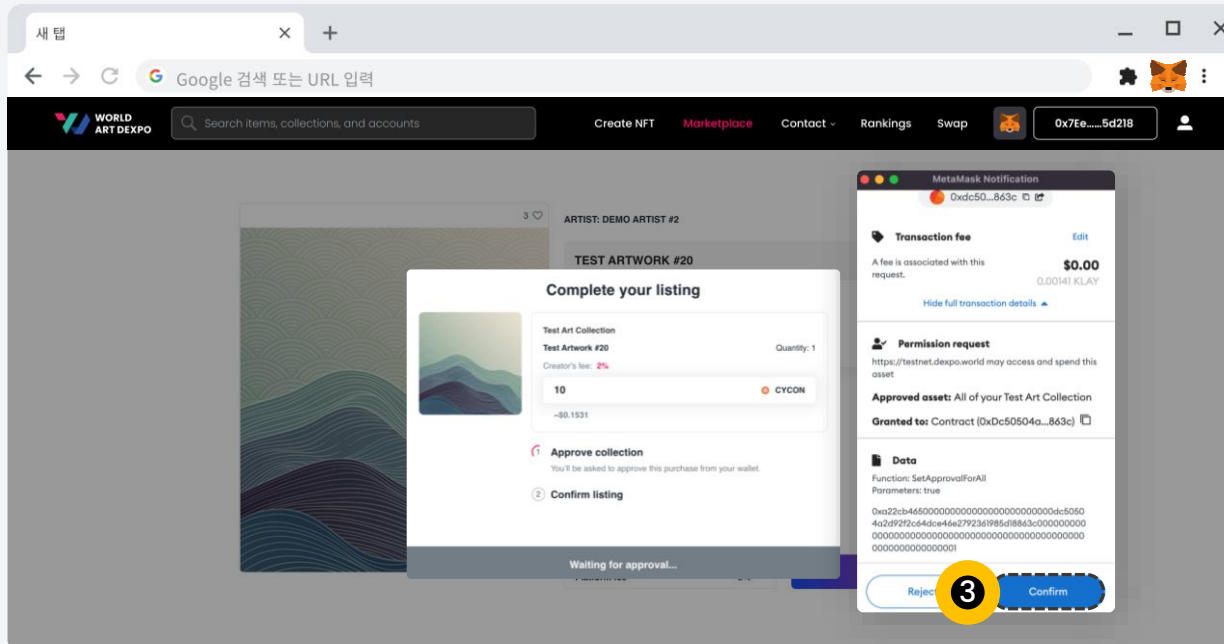 새 탭
Google 검색 또는 URL 입력
WORLD
ART DEXPO
Search items, collections, and accounts
Create NFT
Marketplace
Contact
Rankings
Swap
0x7Ee......5d218
3
ARTIST: DEMO ARTIST #2
TEST ARTWORK #20
Complete your listing
Test Art Collection
Test Artwork #20
Quantity: 1
Creator's fee: 2%
10
CYCON
~$0.1531
1 Approve collection
You'll be asked to approve this purchase from your wallet.
2 Confirm listing
Waiting for approval...
MetaMask Notification
0xdc50...863c
Transaction fee
Edit
A fee is associated with this
request.
$0.00
0.00141 KLAY
Hide full transaction details
Permission request
https://testnet.dexpo.world may access and spend this
asset
Approved asset: All of your Test Art Collection
Granted to: Contract (0xDc50504a...863c)
Data
Function: SetApprovalForAll
Parameters: true
Reject
3
Confirm